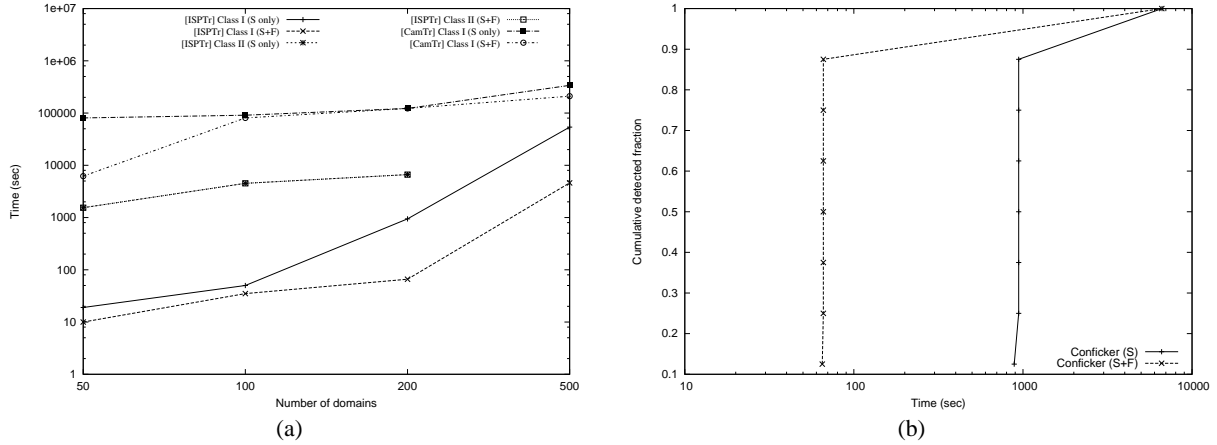 1e+07
1e+06
100000
10000
1000
100
10
1
50
100
200
500
Time (sec)
Number of domains
[ISPTr] Class I (S only)
[ISPTr] Class I (S+F)
[ISPTr] Class II (S only)
[ISPTr] Class II (S+F)
[CamTr] Class I (S only)
[CamTr] Class I (S+F)
(a)
1
0.9
0.8
0.7
0.6
0.5
0.4
0.3
0.2
0.1
10
100
1000
10000
Cumulative detected fraction
Time (sec)
Conficker (S)
Conficker (S+F)
(b)